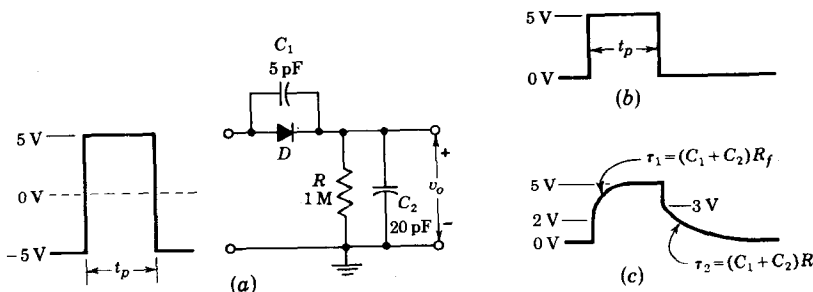 5 V
0 V
−5 V
t_p
C_1
5 pF
D
R
1 M
C_2
20 pF
+
v_o
−
(a)
5 V
t_p
0 V
(b)
τ_1=(C_1 + C_2)R_f
5 V
3 V
2 V
0 V
τ_2=(C_1 + C_2)R
(c)